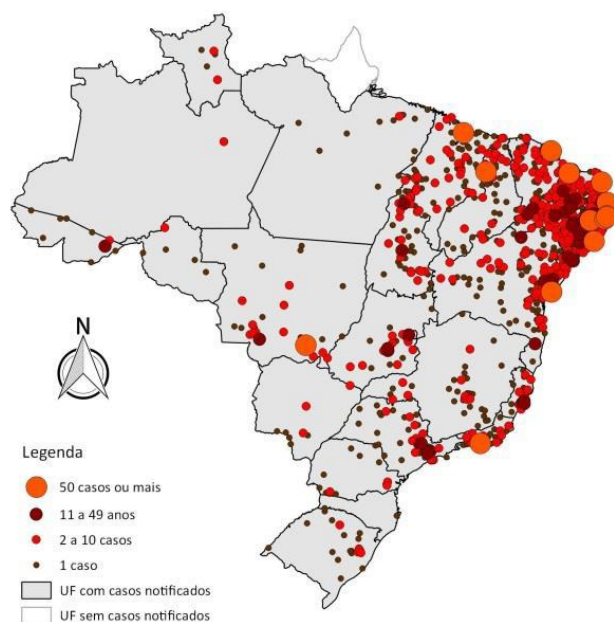 N
Legenda
50 casos ou mais
11 a 49 anos
2 a 10 casos
1 caso
UF com casos notificados
UF sem casos notificados